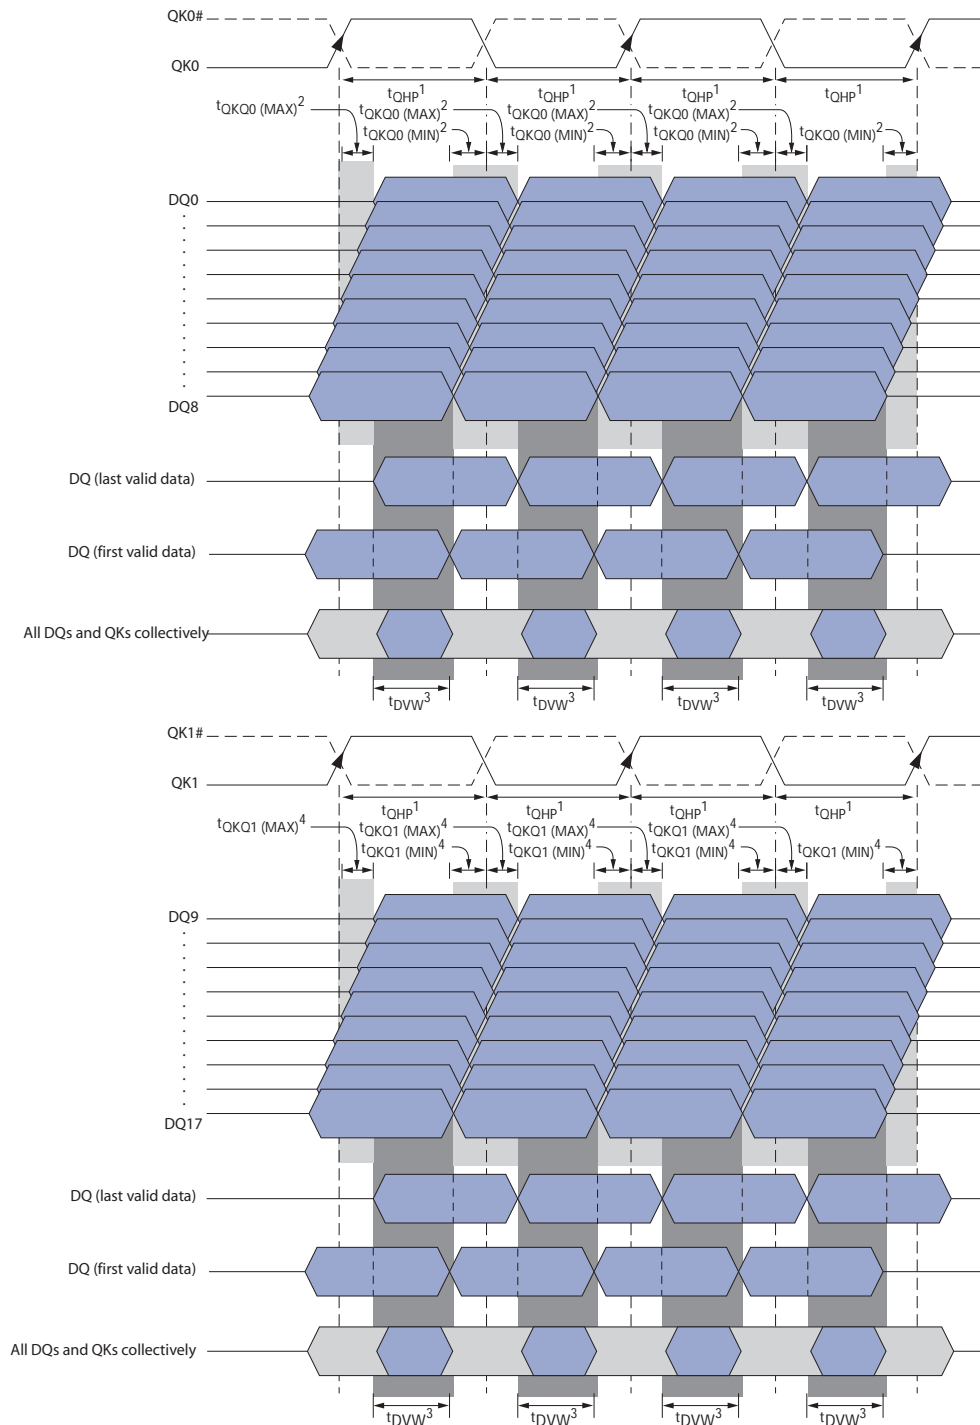 QK0#
QK0
tQHP1 tQHP1 tQHP1 tQHP1
tQKQ0 (MAX)2 tQKQ0 (MAX)2 tQKQ0 (MAX)2 tQKQ0 (MAX)2
tQKQ0 (MIN)2 tQKQ0 (MIN)2 tQKQ0 (MIN)2 tQKQ0 (MIN)2
DQ0
DQ8
DQ (last valid data)
DQ (first valid data)
All DQs and QKs collectively
tDVW3 tDVW3 tDVW3 tDVW3
QK1#
QK1
tQHP1 tQHP1 tQHP1 tQHP1
tQKQ1 (MAX)4 tQKQ1 (MAX)4 tQKQ1 (MAX)4 tQKQ1 (MAX)4
tQKQ1 (MIN)4 tQKQ1 (MIN)4 tQKQ1 (MIN)4 tQKQ1 (MIN)4
DQ9
DQ17
DQ (last valid data)
DQ (first valid data)
All DQs and QKs collectively
tDVW3 tDVW3 tDVW3 tDVW3